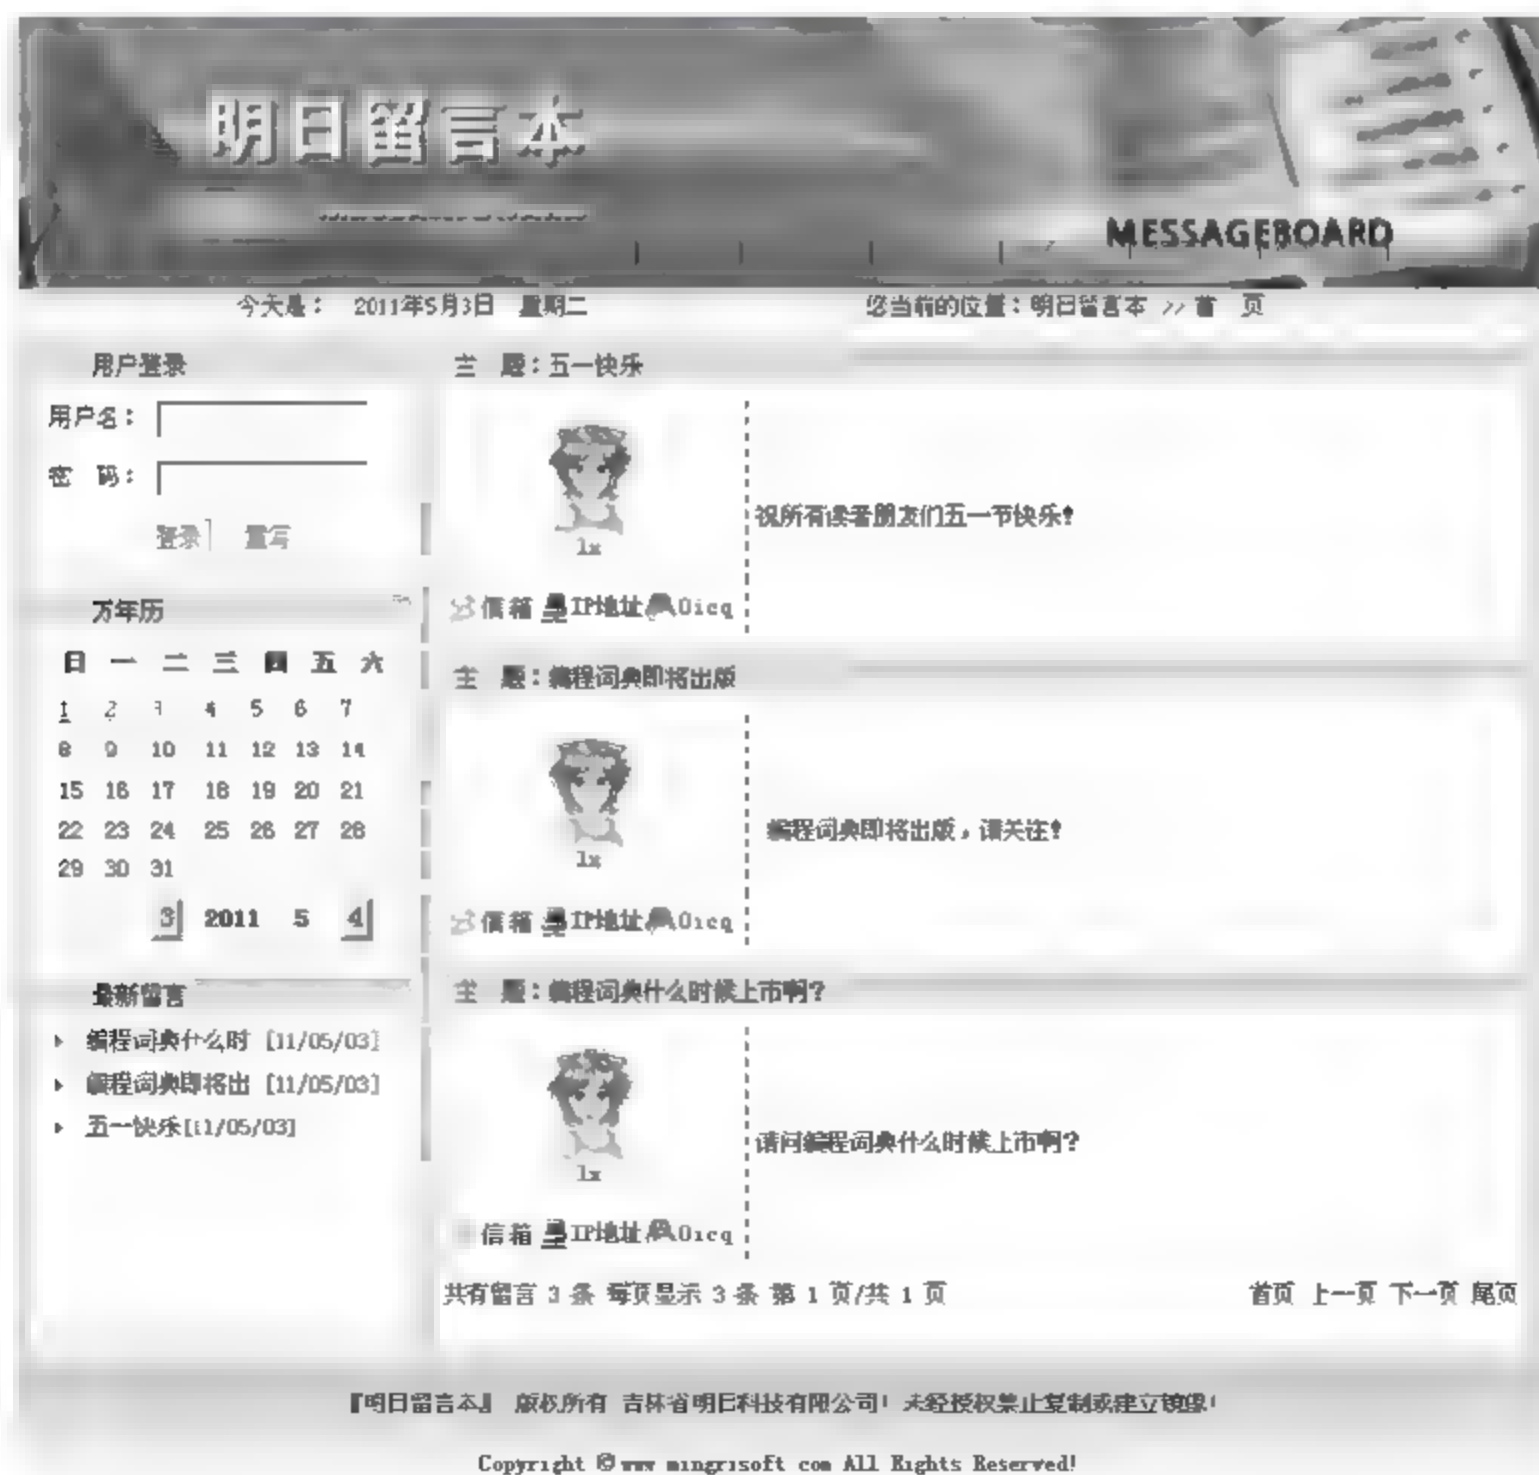 明日留言本
MESSAGEBOARD
今天是： 2011年5月3日 星期二
您当前的位置：明日留言本 >> 首 页
用户登录
用户名：
密 码：
登录 重写
万年历
日 一 二 三 四 五 六
1 2 3 4 5 6 7
8 9 10 11 12 13 14
15 16 17 18 19 20 21
22 23 24 25 26 27 28
29 30 31
3 2011 5 4
最新留言
编程词典什么时 [11/05/03]
编程词典即将出 [11/05/03]
五一快乐[11/05/03]
主 题：五一快乐
lx
祝所有读者朋友们五一节快乐!
信箱 IP地址 Oicq
主 题：编程词典即将出版
lx
编程词典即将出版，请关注!
信箱 IP地址 Oicq
主 题：编程词典什么时候上市啊?
lx
请问编程词典什么时候上市啊?
信箱 IP地址 Oicq
共有留言 3 条 每页显示 3 条 第 1 页/共 1 页
首页 上一页 下一页 尾页
『明日留言本』 版权所有 吉林省明日科技有限公司! 未经授权禁止复制或建立镜像!
Copyright ©www mingrisoft com All Rights Reserved!